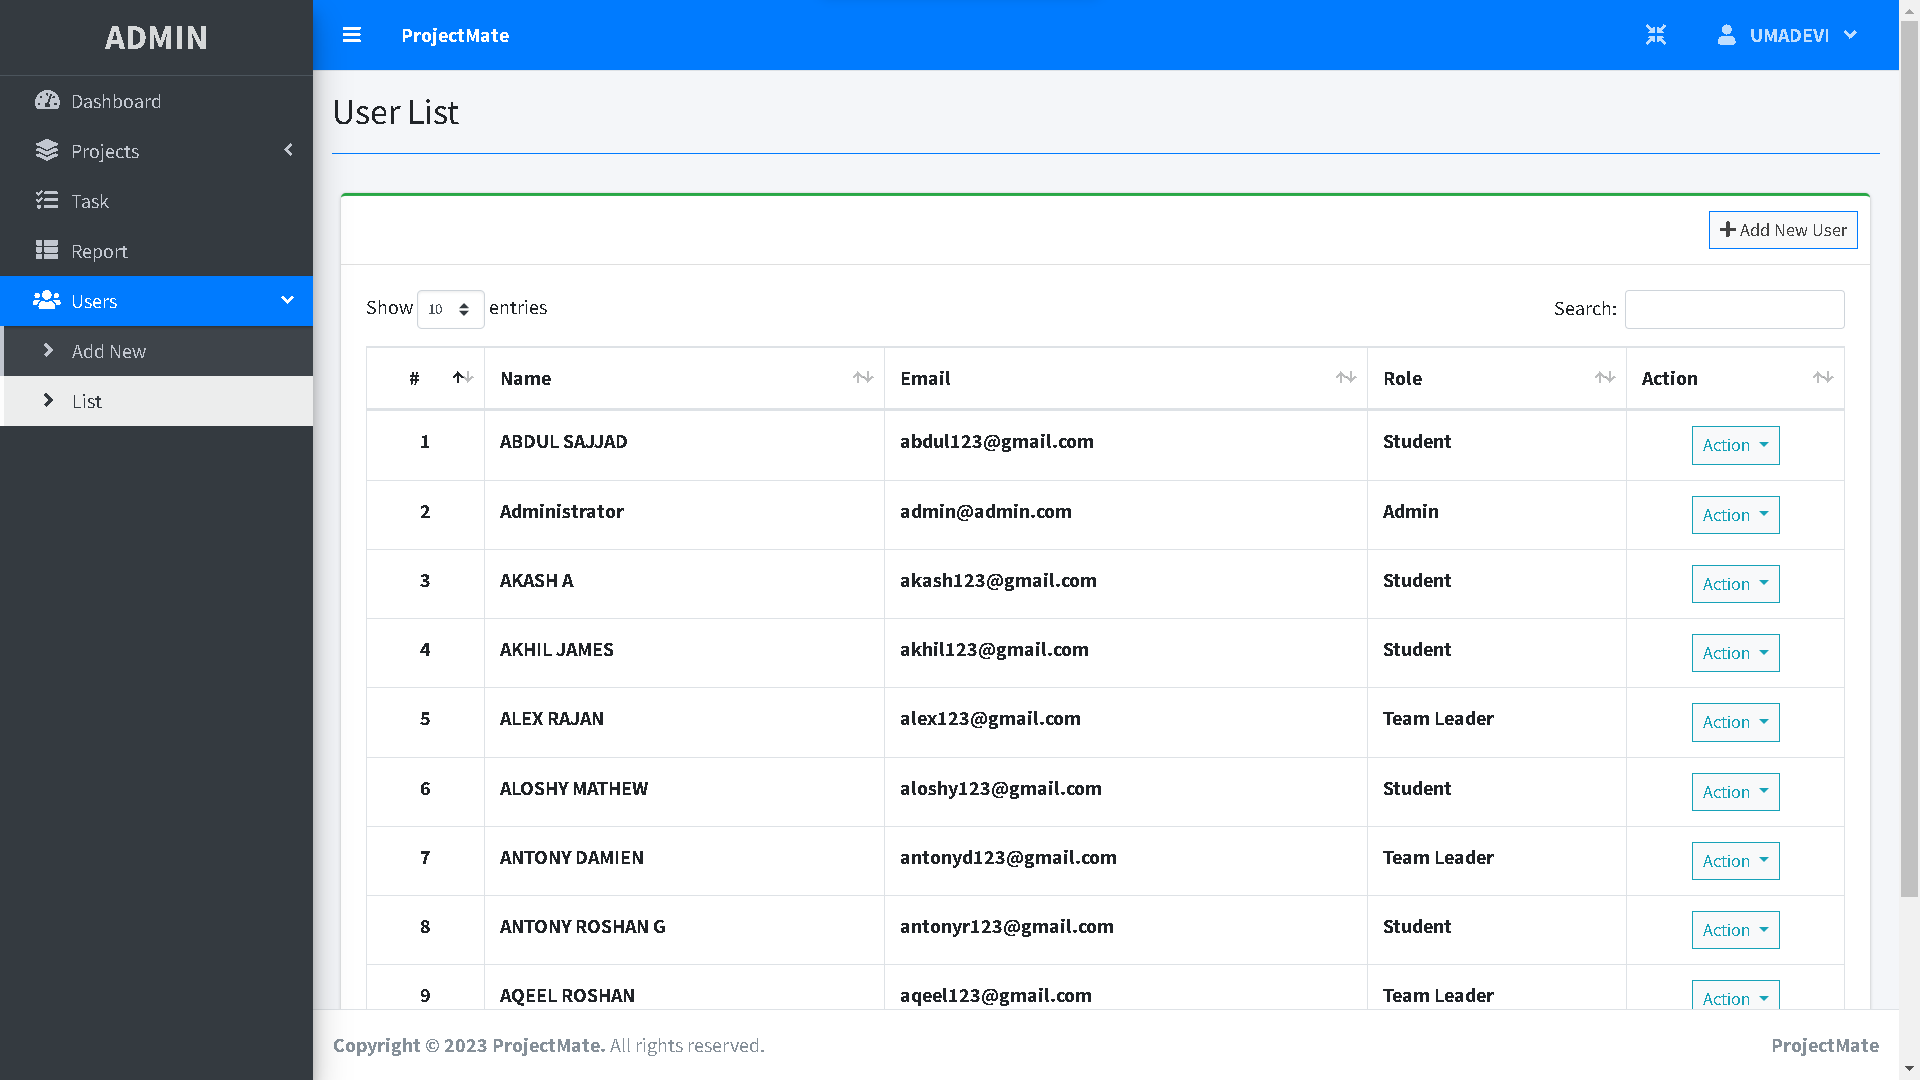 ADMIN
ProjectMate
UMADEVI
Dashboard
Projects
Task
Report
Users
Add New
List
User List
Add New User
Show 10 entries
Search:
# Name Email Role Action
1 ABDUL SAJJAD abdul123@gmail.com Student Action
2 Administrator admin@admin.com Admin Action
3 AKASH A akash123@gmail.com Student Action
4 AKHIL JAMES akhil123@gmail.com Student Action
5 ALEX RAJAN alex123@gmail.com Team Leader Action
6 ALOSHY MATHEW aloshy123@gmail.com Student Action
7 ANTONY DAMIEN antonyd123@gmail.com Team Leader Action
8 ANTONY ROSHAN G antonyr123@gmail.com Student Action
9 AQEEL ROSHAN aqeel123@gmail.com Team Leader Action
Copyright © 2023 ProjectMate. All rights reserved.
ProjectMate